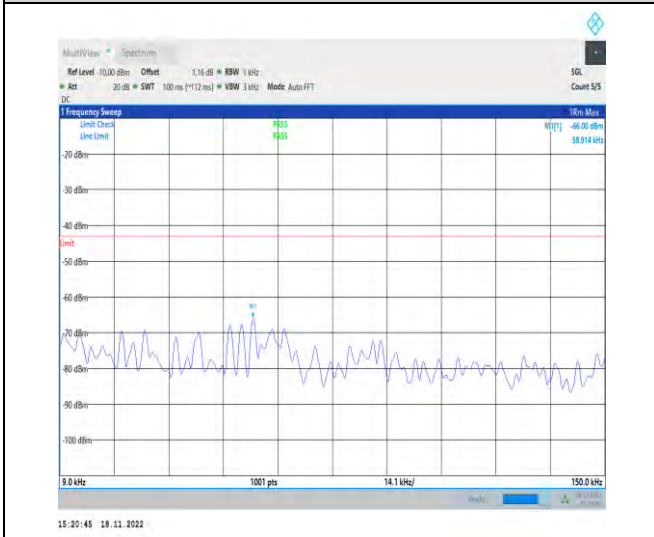 MultiView Spectrum
Ref Level -10.00 dBm Offset 1.16 dB RBW 1 kHz SGL
Att 20 dB SWT 100 ms (~112 ms) VBW 3 kHz Mode Auto FFT Count 5/5
DC
1 Frequency Sweep 1Rm Max
Limit Check PASS M1[1] -66.00 dBm
Line Limit PASS 58.914 kHz
-20 dBm
-40 dBm
Limit
-50 dBm
-60 dBm
M1
-70 dBm
-80 dBm
-90 dBm
-100 dBm
9.0 kHz 1001 pts 14.1 kHz/ 150.0 kHz
15:20:45 18.11.2022